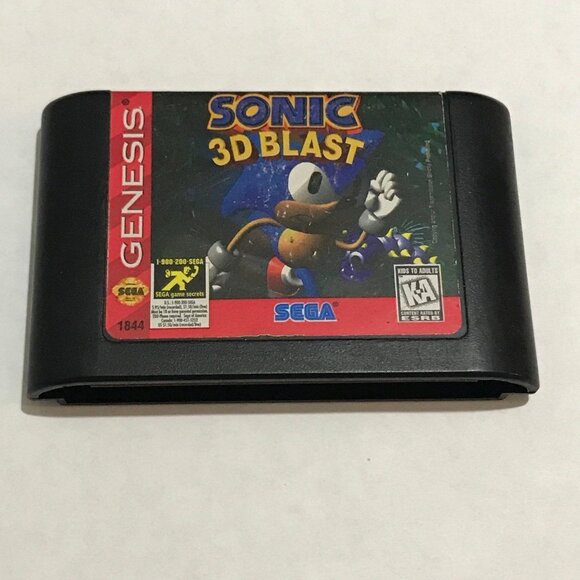 GENESIS
SONIC
3D BLAST
1-900-200-SEGA
SEGA game secrets
SEGA
1844
SEGA
KIDS TO ADULTS
K-A
CONTENT RATED BY
ESRB